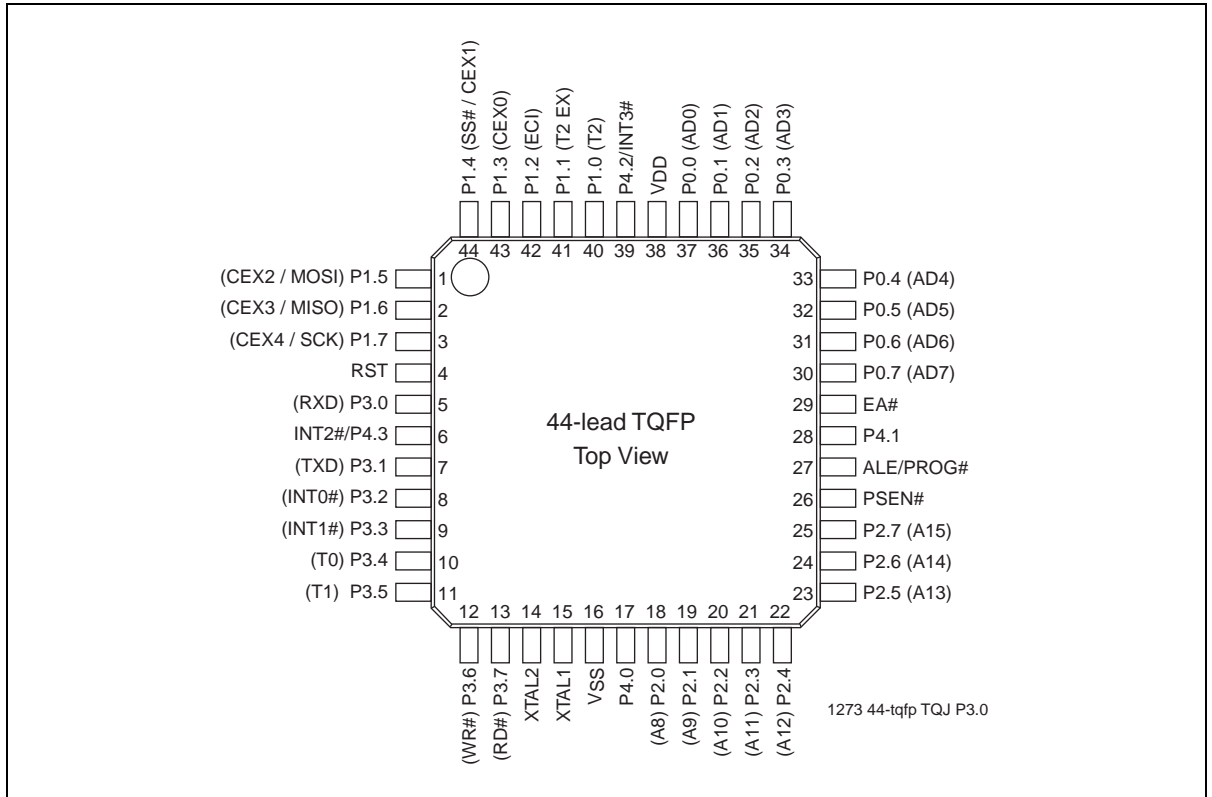 P1.4 (SS# / CEX1)
P1.3 (CEX0)
P1.2 (ECI)
P1.1 (T2 EX)
P1.0 (T2)
P4.2/INT3#
VDD
P0.0 (AD0)
P0.1 (AD1)
P0.2 (AD2)
P0.3 (AD3)
44 43 42 41 40 39 38 37 36 35 34
(CEX2 / MOSI) P1.5 1
(CEX3 / MISO) P1.6 2
(CEX4 / SCK) P1.7 3
RST 4
(RXD) P3.0 5
INT2#/P4.3 6
(TXD) P3.1 7
(INT0#) P3.2 8
(INT1#) P3.3 9
(T0) P3.4 10
(T1) P3.5 11
44-lead TQFP
Top View
33 P0.4 (AD4)
32 P0.5 (AD5)
31 P0.6 (AD6)
30 P0.7 (AD7)
29 EA#
28 P4.1
27 ALE/PROG#
26 PSEN#
25 P2.7 (A15)
24 P2.6 (A14)
23 P2.5 (A13)
12 13 14 15 16 17 18 19 20 21 22
(WR#) P3.6
(RD#) P3.7
XTAL2
XTAL1
VSS
P4.0
(A8) P2.0
(A9) P2.1
(A10) P2.2
(A11) P2.3
(A12) P2.4
1273 44-tqfp TQJ P3.0